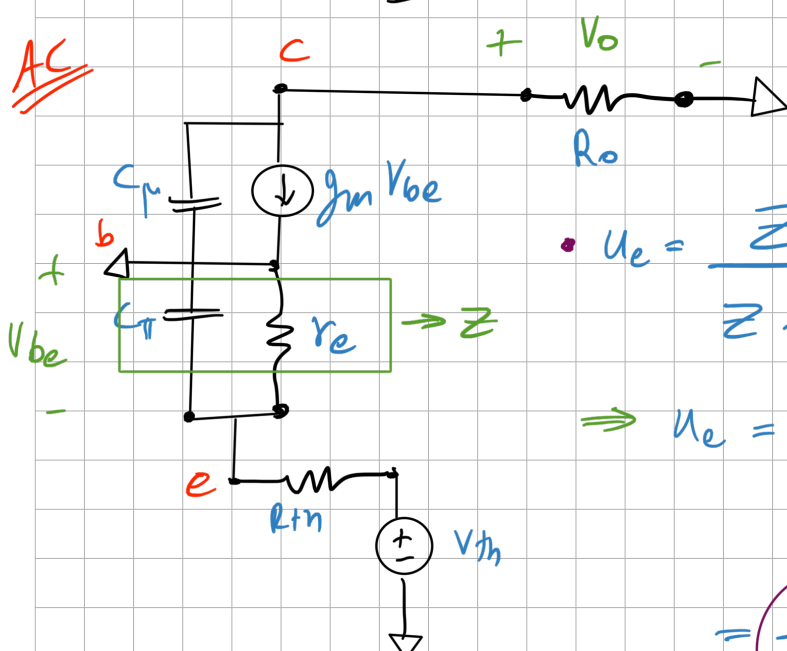 AC
C
+ Vo -
Ro
Cμ
gm Vbe
b
+
Vbe
-
Cπ
re
⇒ Z
• ue = Z
Z
⇒ ue =
e
Rth
+
-
Vth
=